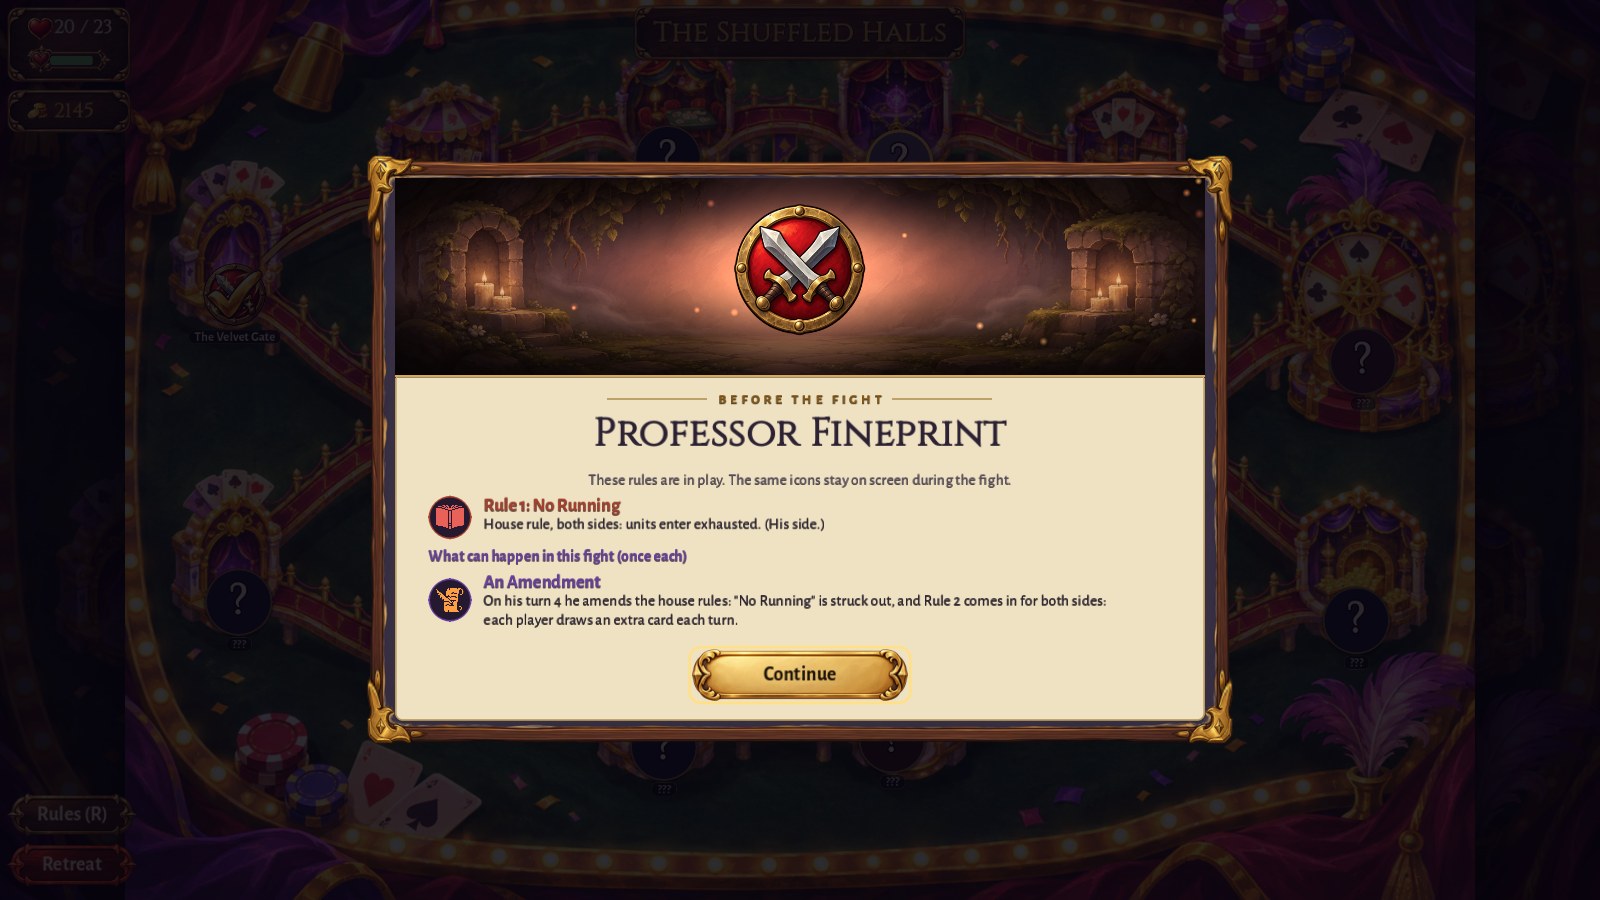 20 / 23
THE SHUFFLED HALLS
2145
?
?
The Velvet Gate
?
???
BEFORE THE FIGHT
PROFESSOR FINEPRINT
These rules are in play. The same icons stay on screen during the fight.
Rule 1: No Running
House rule, both sides: units enter exhausted. (His side.)
What can happen in this fight (once each)
An Amendment
On his turn 4 he amends the house rules: "No Running" is struck out, and Rule 2 comes in for both sides:
each player draws an extra card each turn.
?
???
?
???
Continue
?
???
?
???
Rules (R)
Retreat